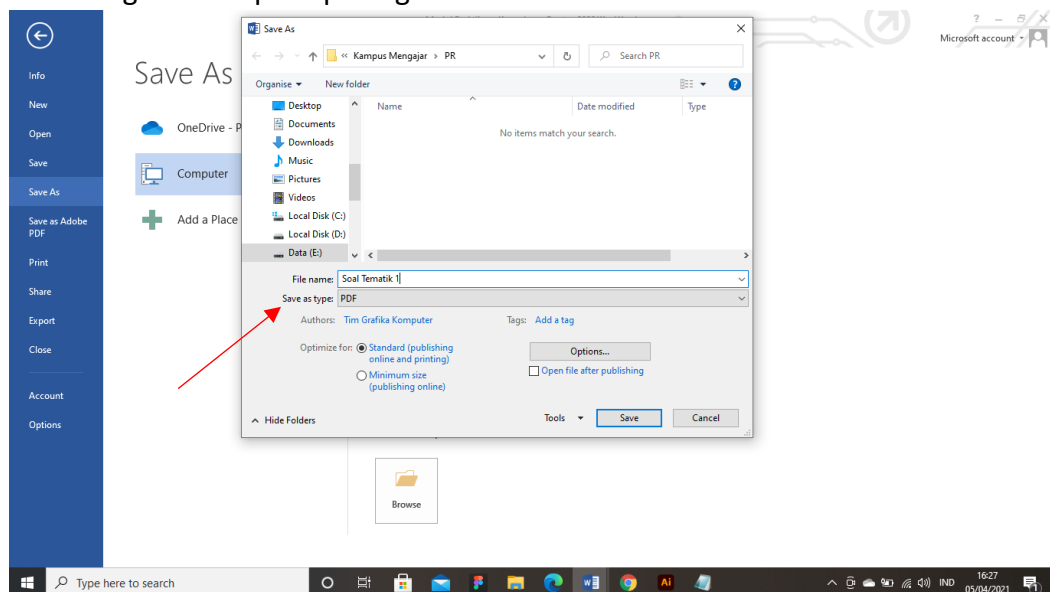 Save As
? – ×
Microsoft account
Info
New
Open
Save
Save As
Save as Adobe
PDF
Print
Share
Export
Close
Account
Options
Save As
OneDrive - P
Computer
Add a Place
« Kampus Mengajar › PR
Search PR
Organise
New folder
Name
Date modified
Type
No items match your search.
Desktop
Documents
Downloads
Music
Pictures
Videos
Local Disk (C:)
Local Disk (D:)
Data (E:)
File name: Soal Tematik 1
Save as type: PDF
Authors: Tim Grafika Komputer
Tags: Add a tag
Optimize for: Standard (publishing
online and printing)
Minimum size
(publishing online)
Options...
Open file after publishing
Hide Folders
Tools
Save
Cancel
Browse
Type here to search
Ai
IND
16:27
05/04/2021